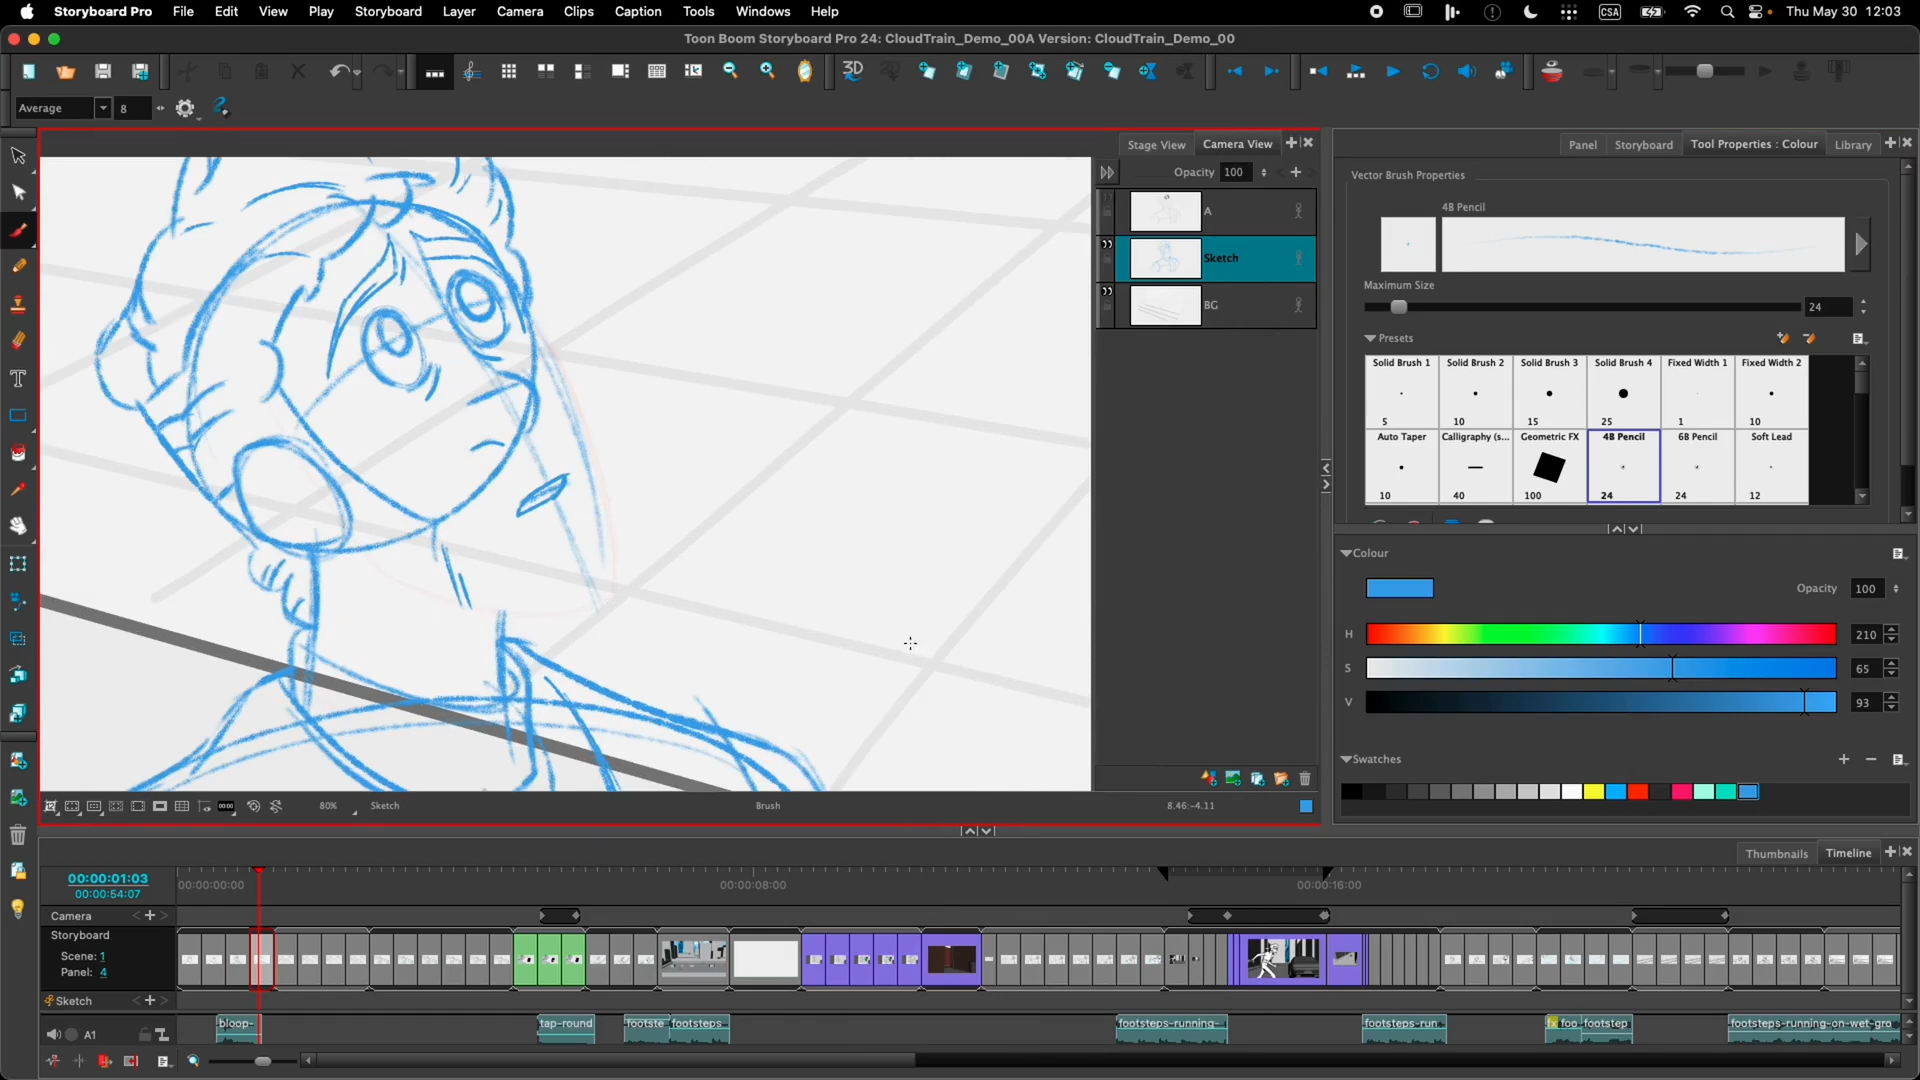 Storyboard Pro File Edit View Play Storyboard Layer Camera Clips Caption Tools Windows Help CSA Thu May 30 12:03
Toon Boom Storyboard Pro 24: CloudTrain_Demo_00A Version: CloudTrain_Demo_00
3D
Average 8
Stage View Camera View
Opacity 100
A
Sketch
BG
80% Sketch Brush 8.46:-4.11
Panel Storyboard Tool Properties : Colour Library
Vector Brush Properties
4B Pencil
Maximum Size
24
Presets
Solid Brush 1 Solid Brush 2 Solid Brush 3 Solid Brush 4 Fixed Width 1 Fixed Width 2
5 10 15 25 1 10
Auto Taper Calligraphy (s... Geometric FX 4B Pencil 6B Pencil Soft Lead
10 40 100 24 24 12
Colour
Opacity 100
H 210
S 65
V 93
Swatches
Thumbnails Timeline
00:00:01:03
00:00:54:07
00:00:00:00 00:00:08:00 00:00:16:00
Camera
Storyboard
Scene: 1
Panel: 4
Sketch
A1
bloop- tap-round footste footsteps footsteps-running- footsteps-run fx foo footstep footsteps-running-on-wet-gro